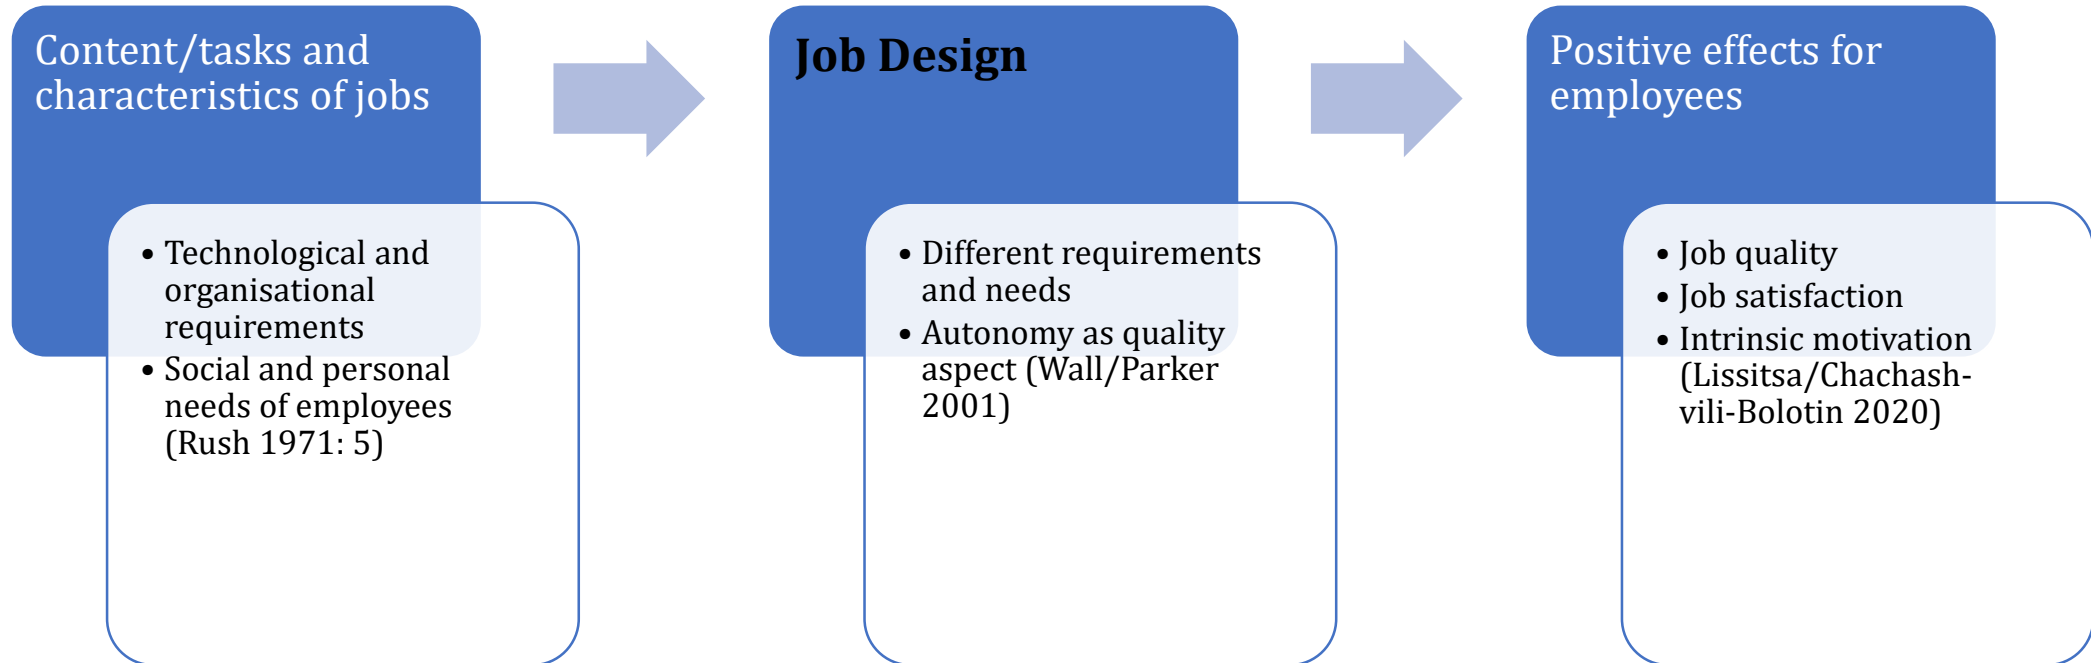 Content/tasks and
characteristics of jobs
• Technological and
organisational
requirements
• Social and personal
needs of employees
(Rush 1971: 5)
Job Design
• Different requirements
and needs
• Autonomy as quality
aspect (Wall/Parker
2001)
Positive effects for
employees
• Job quality
• Job satisfaction
• Intrinsic motivation
(Lissitsa/Chachash-
vili-Bolotin 2020)